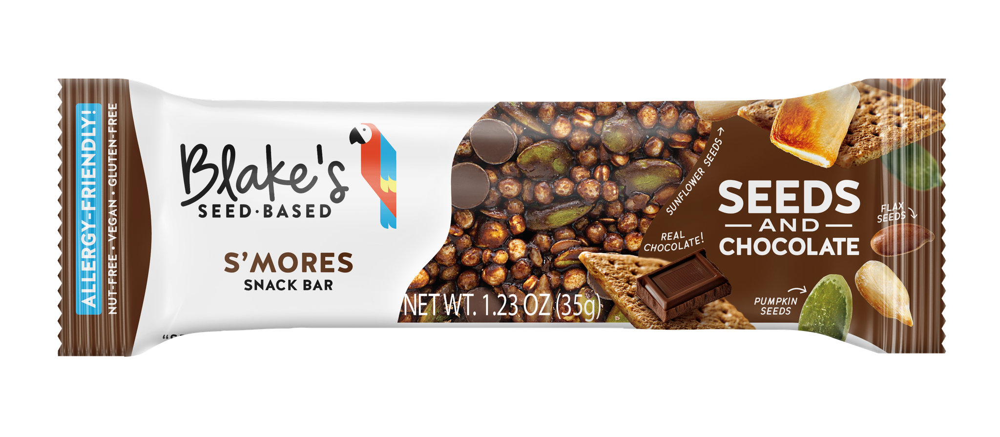 ALLERGY-FRIENDLY!
NUT-FREE • VEGAN • GLUTEN-FREE
Blake's
SEED·BASED
S'MORES
SNACK BAR
NET WT. 1.23 OZ (35g)
SUNFLOWER SEEDS
REAL
CHOCOLATE!
SEEDS
AND
CHOCOLATE
FLAX
SEEDS
PUMPKIN
SEEDS